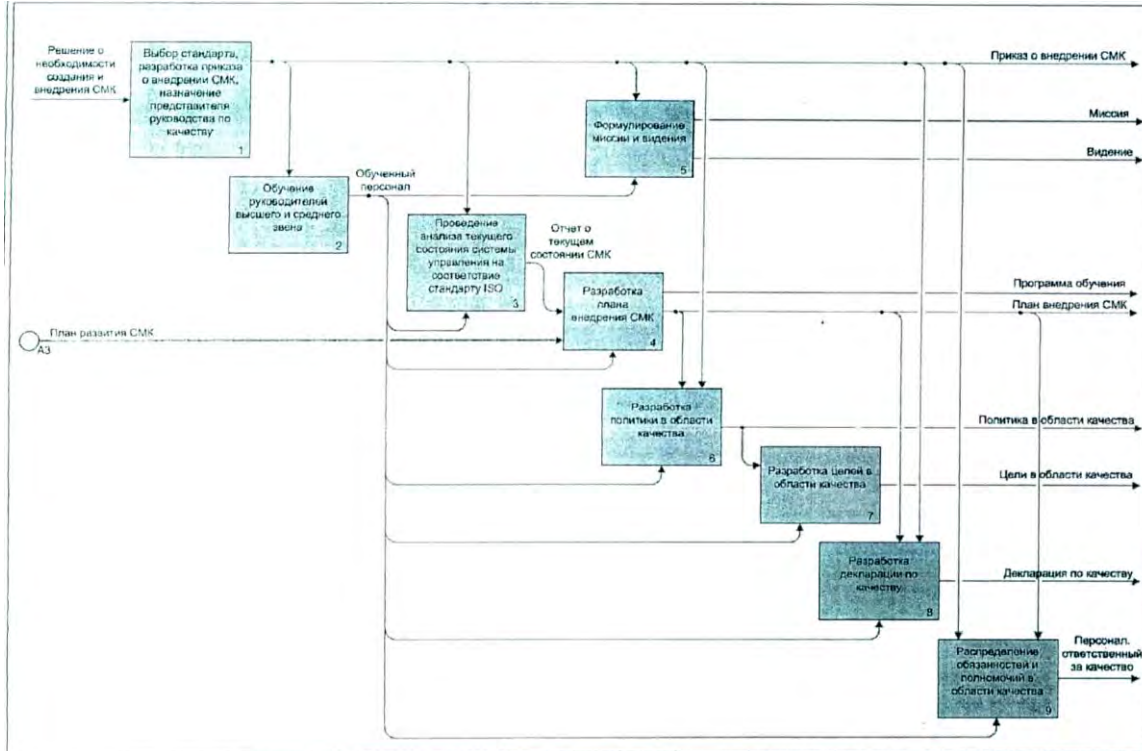 Решение о
необходимости
создания и
внедрения СМК
Выбор стандарта,
разработка приказа
о внедрении СМК,
назначение
представителя
руководства по
качеству
1
Приказ о внедрении СМК
Формулирование
миссии и видения
5
Миссия
Видение
Обучение
руководителей
высшего и среднего
звена
2
Обученный
персонал
Проведение
анализа текущего
состояния системы
управления на
соответствие
стандарту ISO
3
Отчет о
текущем
состоянии СМК
Разработка
плана
внедрения СМК
4
Программа обучения
План внедрения СМК
План развития СМК
А3
Разработка
политики в области
качества
6
Политика в области качества
Разработка целей в
области качества
7
Цели в области качества
Разработка
декларации по
качеству
8
Декларация по качеству
Распределение
обязанностей и
полномочий в
области качества
9
Персонал,
ответственный
за качество